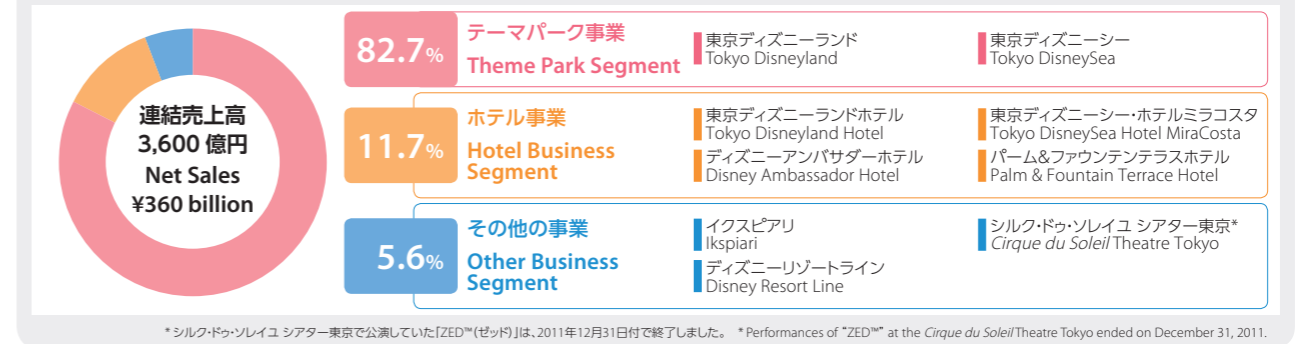 連結売上高
3,600 億円
Net Sales
¥360 billion
82.7%
テーマパーク事業
Theme Park Segment
東京ディズニーランド
Tokyo Disneyland
東京ディズニーシー
Tokyo DisneySea
11.7%
ホテル事業
Hotel Business
Segment
東京ディズニーランドホテル
Tokyo Disneyland Hotel
東京ディズニーシー・ホテルミラコスタ
Tokyo DisneySea Hotel MiraCosta
ディズニーアンバサダーホテル
Disney Ambassador Hotel
パーム&ファウンテンテラスホテル
Palm & Fountain Terrace Hotel
5.6%
その他の事業
Other Business
Segment
イクスピアリ
Ikspiari
シルク・ドゥ・ソレイユ シアター東京*
Cirque du Soleil Theatre Tokyo
ディズニーリゾートライン
Disney Resort Line
* シルク・ドゥ・ソレイユ シアター東京で公演していた「ZED™(ゼッド)」は、2011年12月31日付で終了しました。 * Performances of “ZED™” at the Cirque du Soleil Theatre Tokyo ended on December 31, 2011.